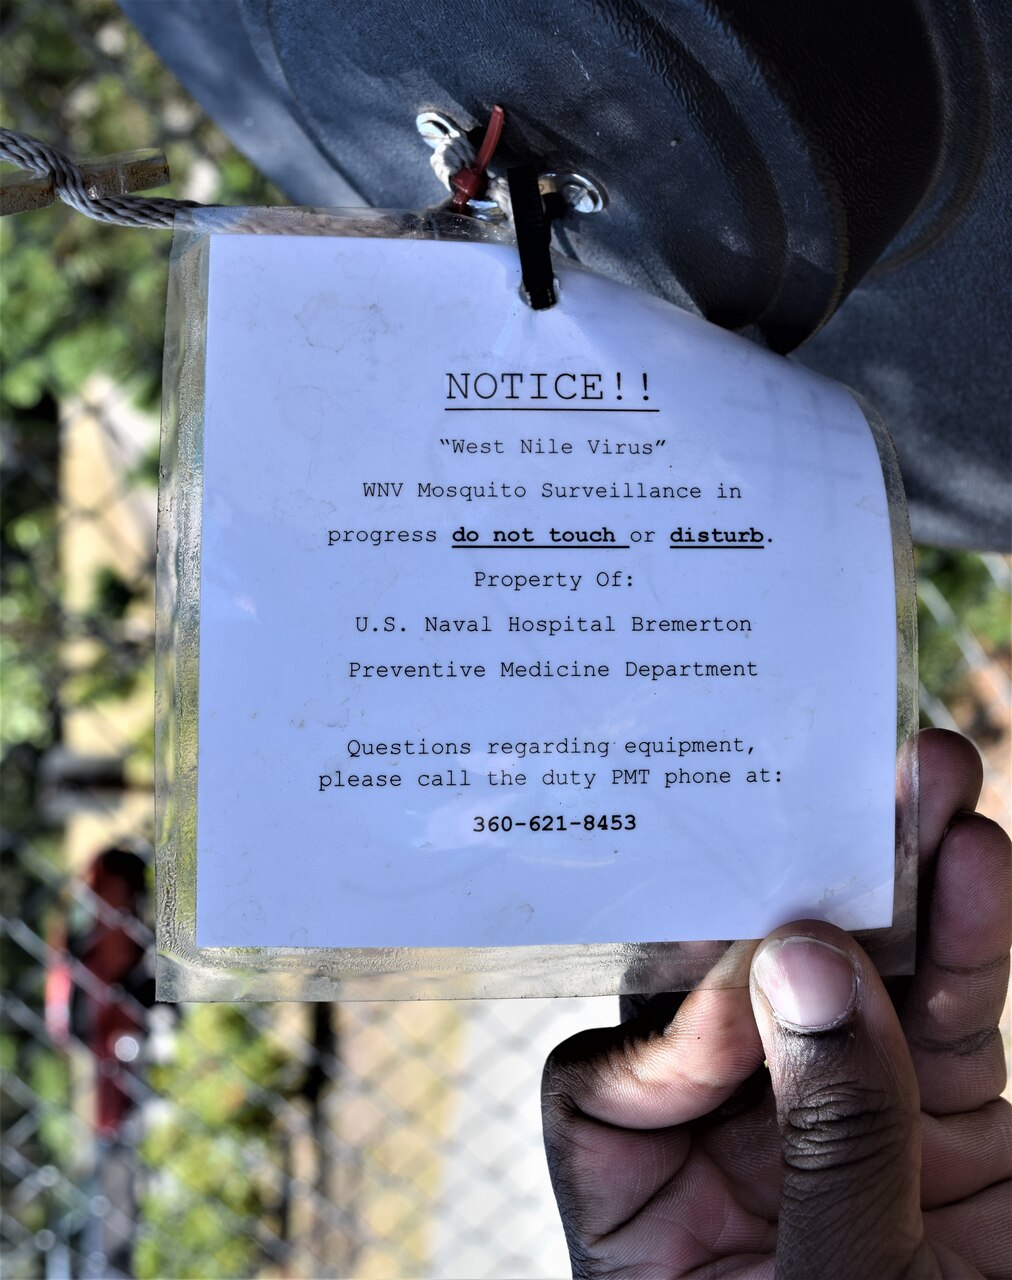 NOTICE!!
“West Nile Virus”
WNV Mosquito Surveillance in
progress do not touch or disturb.
Property Of:
U.S. Naval Hospital Bremerton
Preventive Medicine Department
Questions regarding equipment,
please call the duty PMT phone at:
360-621-8453